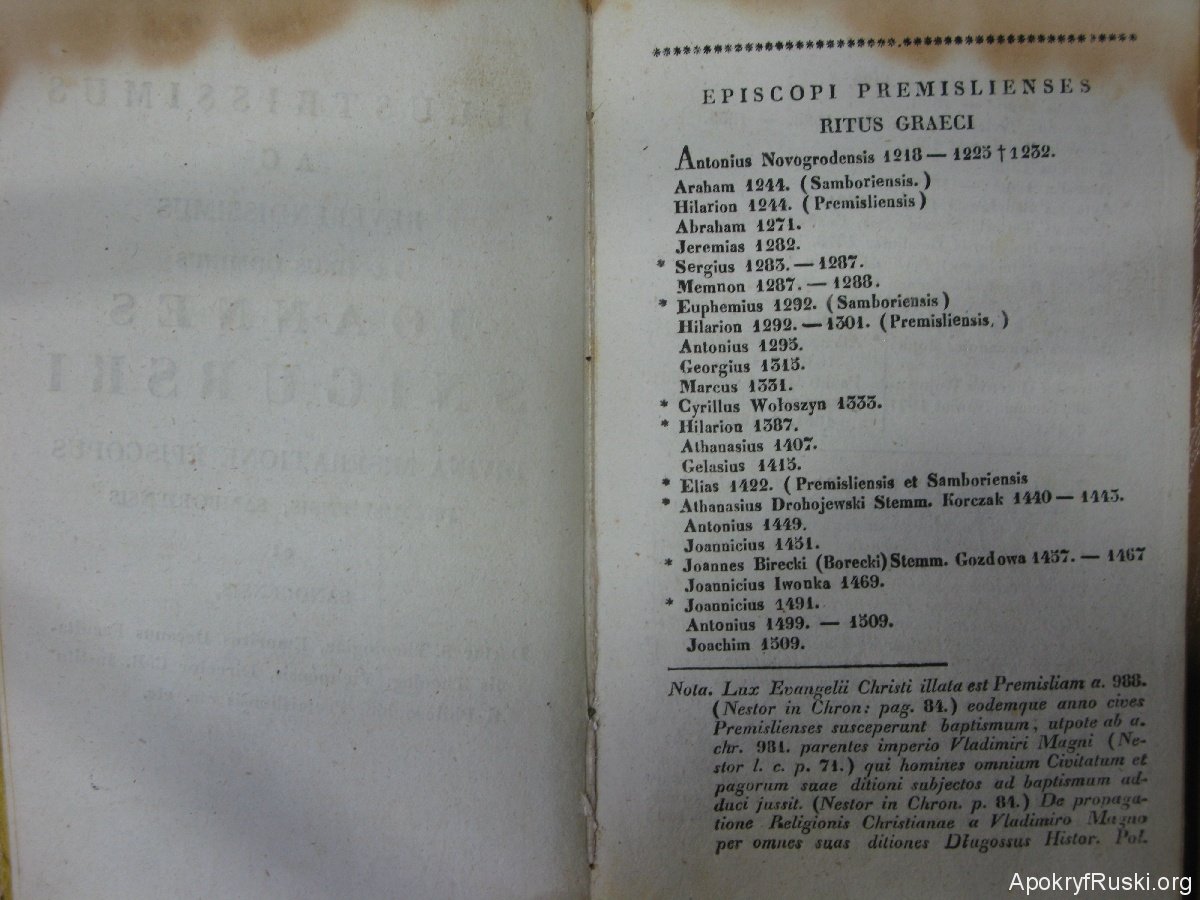 EPISCOPI PREMISLIENSES
RITUS GRAECI
Antonius Novogrodensis 1218 — 1225 † 1232.
Araham 1244. (Samboriensis.)
Hilarion 1244. (Premisliensis)
Abraham 1271.
Jeremias 1282.
* Sergius 1283. — 1287.
Memnon 1287. — 1288.
* Euphemius 1292. (Samboriensis)
Hilarion 1292. — 1301. (Premisliensis.)
Antonius 1295.
Georgius 1315.
Marcus 1331.
* Cyrillus Wołoszyn 1333.
* Hilarion 1387.
Athanasius 1407.
Gelasius 1415.
* Elias 1422. (Premisliensis et Samboriensis
* Athanasius Drohojewski Stemm. Korczak 1440 — 1445.
Antonius 1449.
Joannicius 1451.
* Joannes Birecki (Borecki) Stemm. Gozdowa 1457. — 1467
Joannicius Iwonka 1469.
* Joannicius 1491.
Antonius 1499. — 1509.
Joachim 1509.
Nota. Lux Evangelii Christi illata est Premisliam a. 988.
(Nestor in Chron: pag. 84.) eodemque anno cives
Premislienses susceperunt baptismum, utpote ab a.
chr. 981. parentes imperio Vladimiri Magni (Ne-
stor l. c. p. 71.) qui homines omnium Civitatum et
pagorum suae ditioni subjectos ad baptismum ad-
duci jussit. (Nestor in Chron. p. 84.) De propaga-
tione Religionis Christianae a Vladimiro Magno
per omnes suas ditiones Długossus Histor. Pol.
ApokryfRuski.org